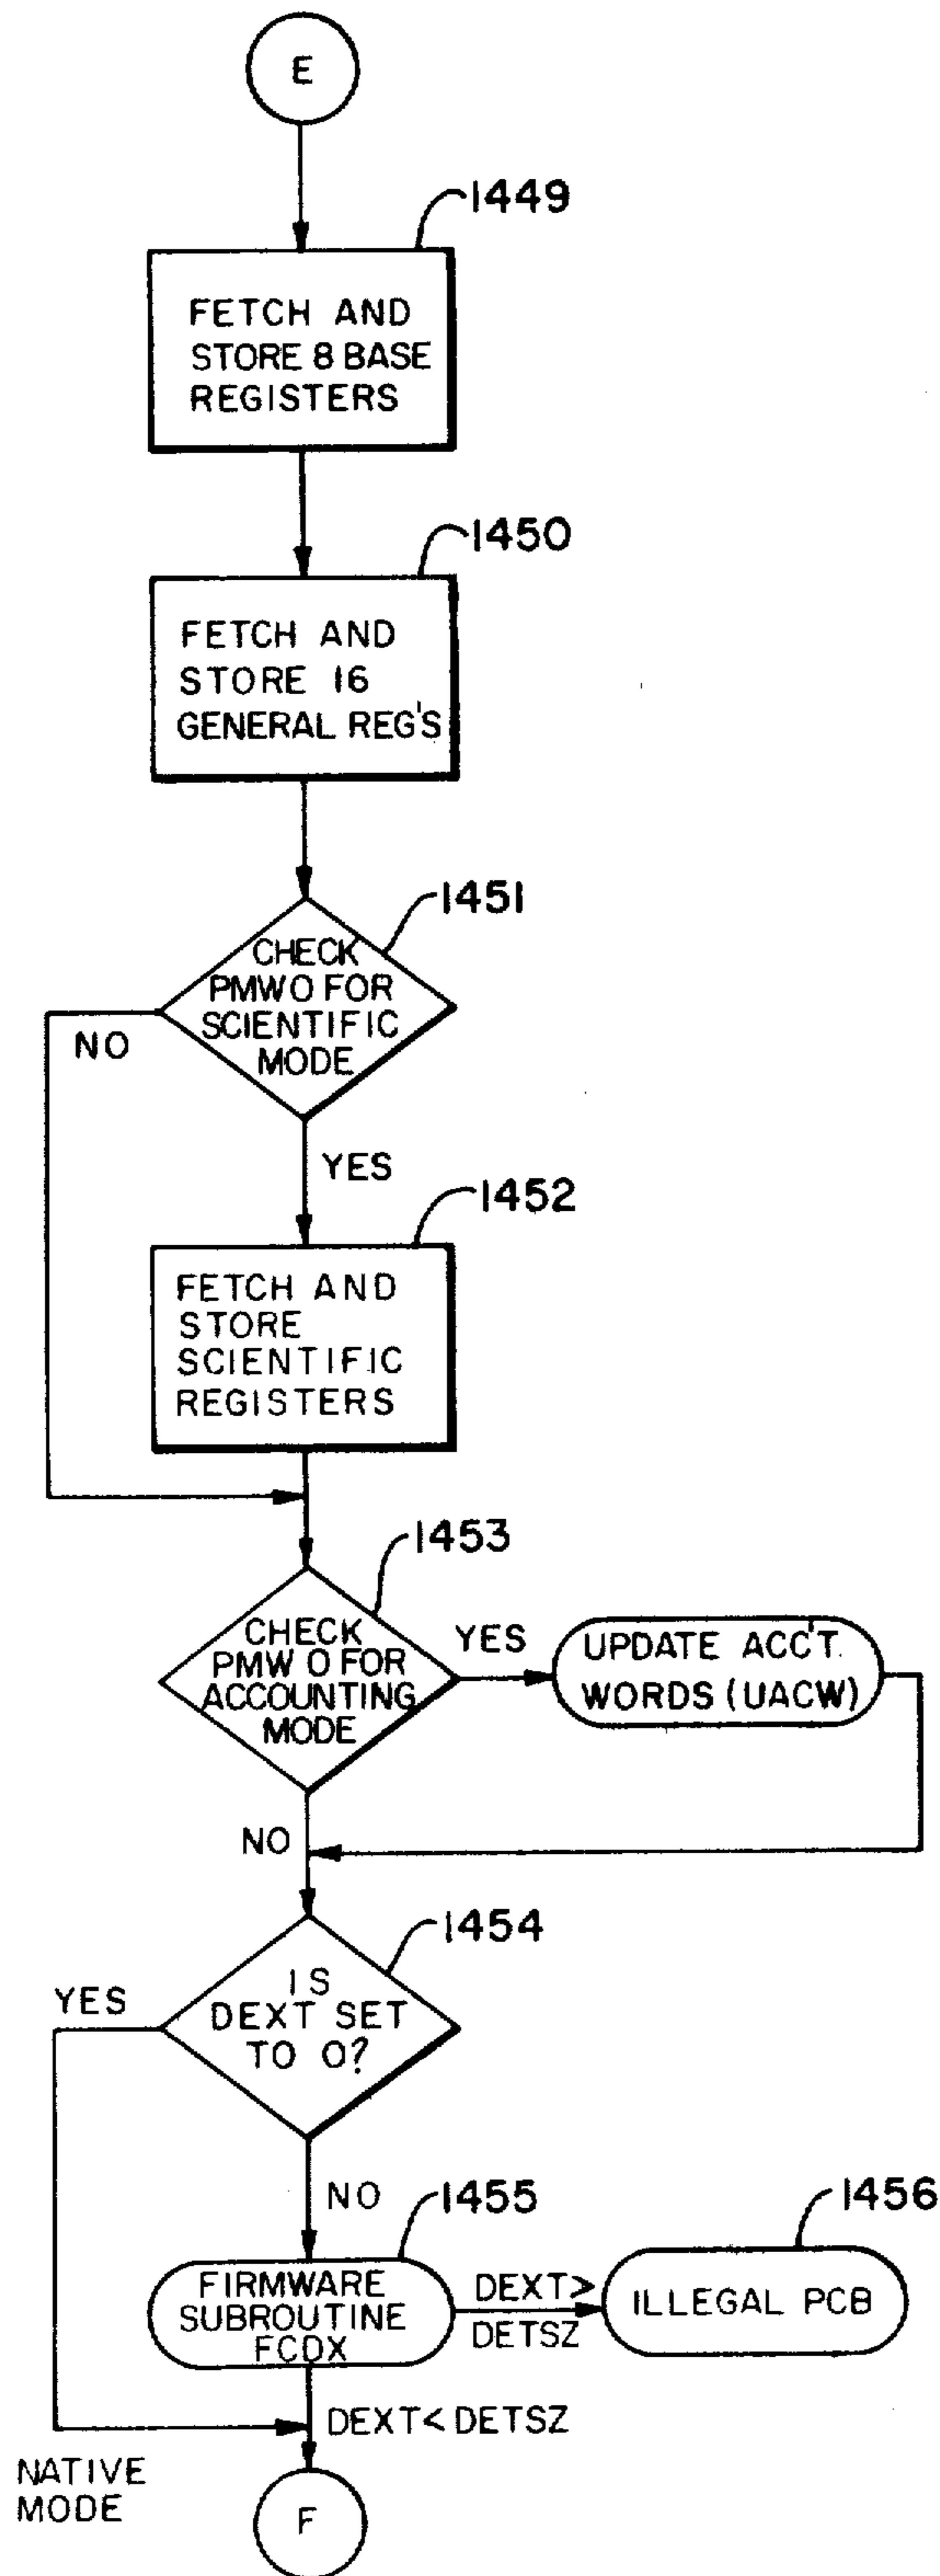 E
1449
FETCH AND
STORE 8 BASE
REGISTERS
1450
FETCH AND
STORE 16
GENERAL REG'S
1451
CHECK
PMW0 FOR
SCIENTIFIC
MODE
NO
YES
1452
FETCH AND
STORE
SCIENTIFIC
REGISTERS
1453
CHECK
PMW 0 FOR
ACCOUNTING
MODE
YES
UPDATE ACC'T.
WORDS (UACW)
NO
1454
IS
DEXT SET
TO 0?
YES
NO
1455
FIRMWARE
SUBROUTINE
FCDX
DEXT>
DETSZ
1456
ILLEGAL PCB
DEXT<DETSZ
NATIVE
MODE
F